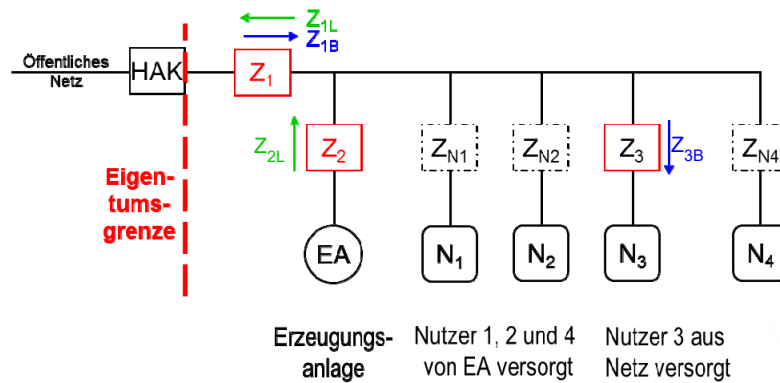 Z1L
Z1B
Öffentliches
Netz
HAK
Z1
Z2L
Z2
ZN1
ZN2
Z3
Z3B
ZN4
Eigen-
tums-
grenze
EA
N1
N2
N3
N4
Erzeugungs-
anlage
Nutzer 1, 2 und 4
von EA versorgt
Nutzer 3 aus
Netz versorgt